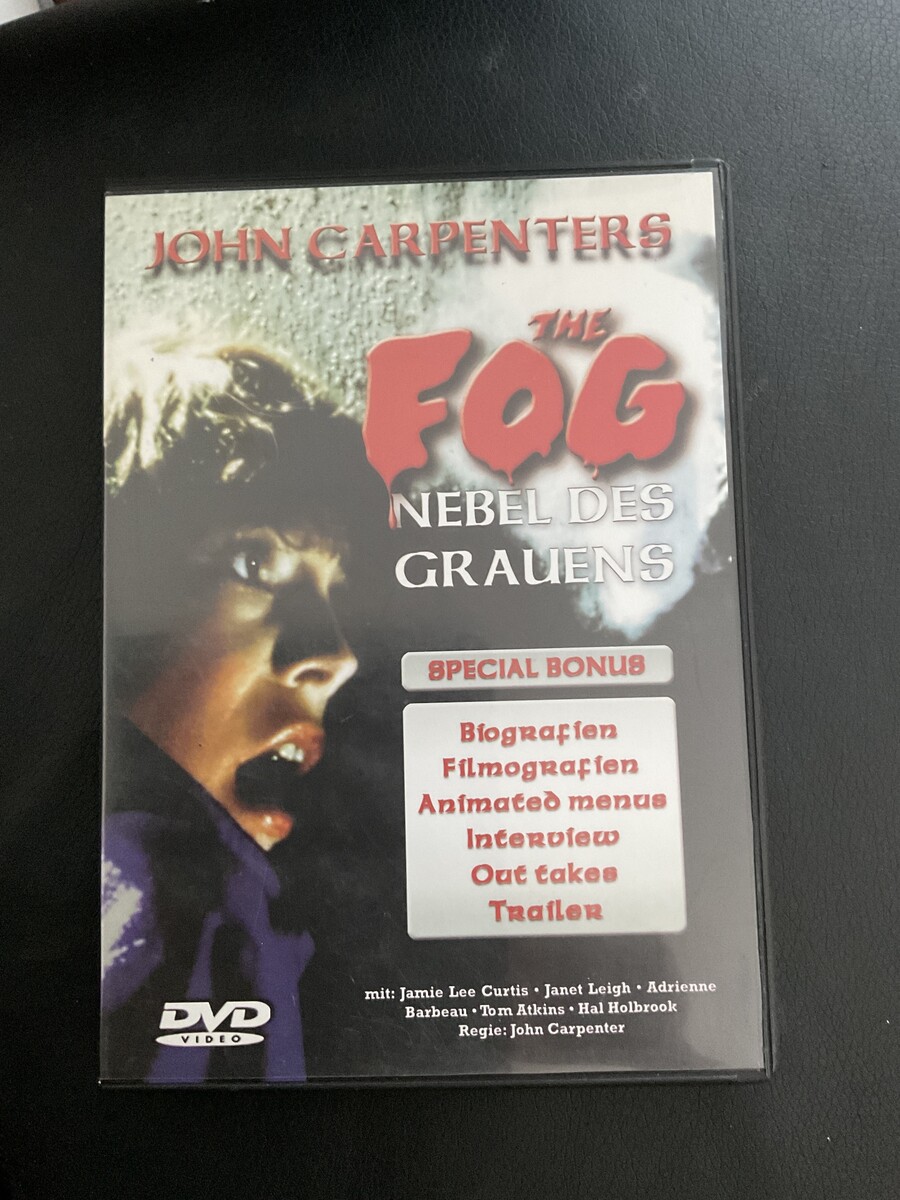 JOHN CARPENTERS
THE
FOG
NEBEL DES
GRAUENS
SPECIAL BONUS
Biografien
Filmografien
Animated menus
Interview
Out takes
Trailer
mit: Jamie Lee Curtis • Janet Leigh • Adrienne
Barbeau • Tom Atkins • Hal Holbrook
Regie: John Carpenter
DVD
VIDEO